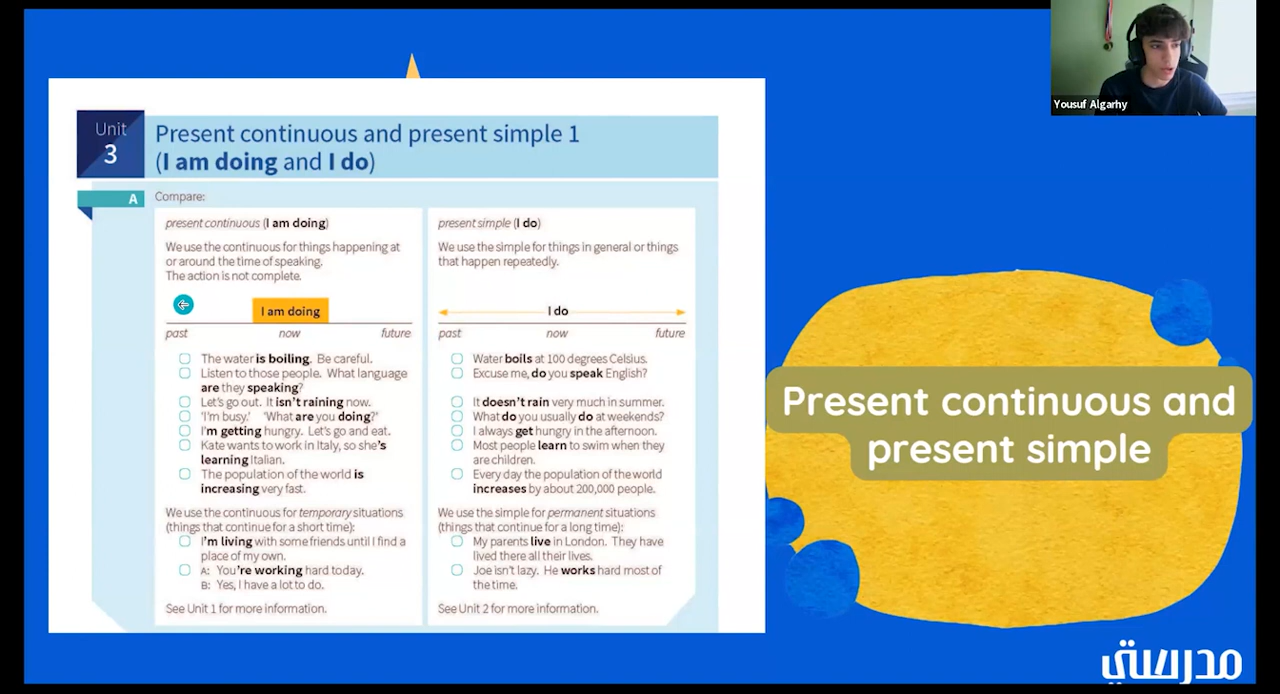 Yousuf Algarhy
Unit
3
Present continuous and present simple 1
(I am doing and I do)
A
Compare:
present continuous (I am doing)
We use the continuous for things happening at
or around the time of speaking.
The action is not complete.
I am doing
past now future
The water is boiling. Be careful.
Listen to those people. What language
are they speaking?
Let's go out. It isn't raining now.
'I'm busy.' 'What are you doing?'
I'm getting hungry. Let's go and eat.
Kate wants to work in Italy, so she's
learning Italian.
The population of the world is
increasing very fast.
We use the continuous for temporary situations
(things that continue for a short time):
I'm living with some friends until I find a
place of my own.
A: You're working hard today.
B: Yes, I have a lot to do.
See Unit 1 for more information.
present simple (I do)
We use the simple for things in general or things
that happen repeatedly.
I do
past now future
Water boils at 100 degrees Celsius.
Excuse me, do you speak English?
It doesn't rain very much in summer.
What do you usually do at weekends?
I always get hungry in the afternoon.
Most people learn to swim when they
are children.
Every day the population of the world
increases by about 200,000 people.
We use the simple for permanent situations
(things that continue for a long time):
My parents live in London. They have
lived there all their lives.
Joe isn't lazy. He works hard most of
the time.
See Unit 2 for more information.
Present continuous and
present simple
مدرستي